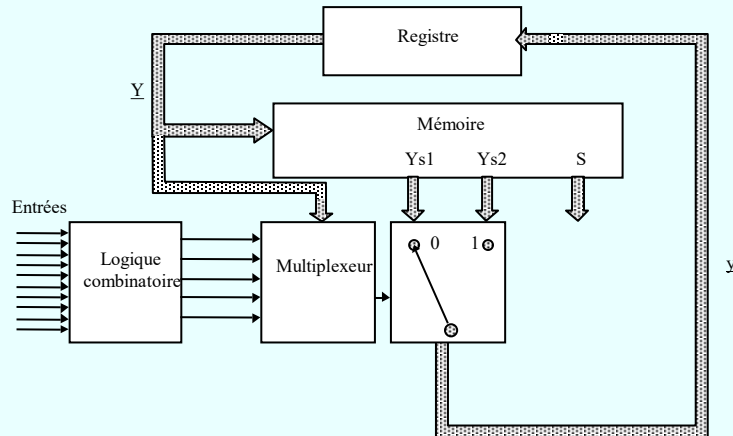 Registre
Y
Mémoire
Ys1 Ys2 S
Entrées
Logique
combinatoire
Multiplexeur
0 1
y